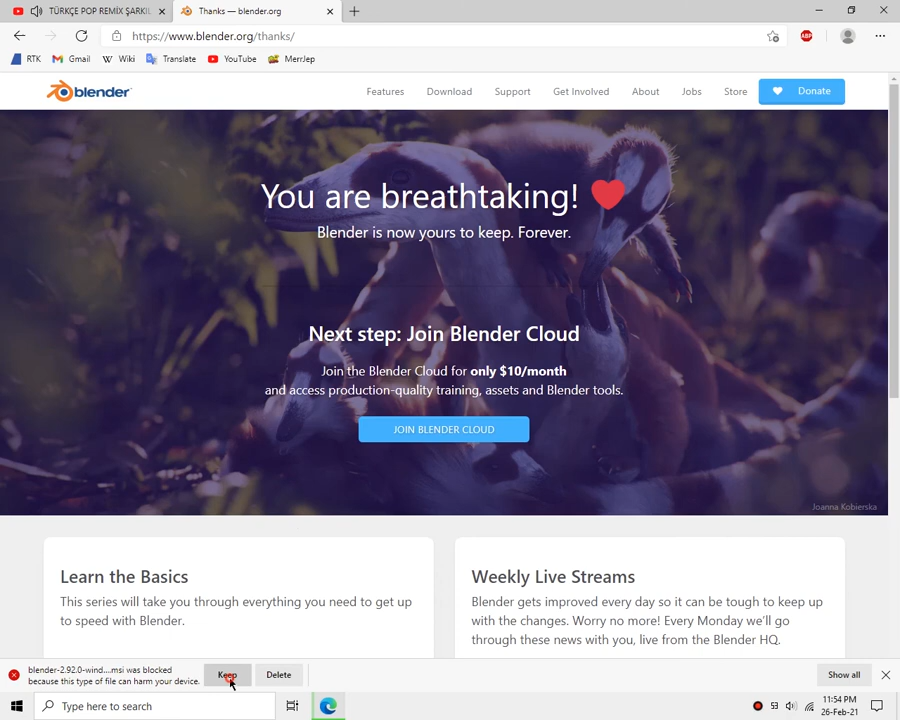 TÜRKÇE POP REMİX ŞARKIL
Thanks — blender.org
https://www.blender.org/thanks/
ABP
RTK
Gmail
W Wiki
Translate
YouTube
MerrJep
blender
Features
Download
Support
Get Involved
About
Jobs
Store
Donate
You are breathtaking!
Blender is now yours to keep. Forever.
Next step: Join Blender Cloud
Join the Blender Cloud for only $10/month
and access production-quality training, assets and Blender tools.
JOIN BLENDER CLOUD
Joanna Kobierska
Learn the Basics
This series will take you through everything you need to get up
to speed with Blender.
Weekly Live Streams
Blender gets improved every day so it can be tough to keep up
with the changes. Worry no more! Every Monday we'll go
through these news with you, live from the Blender HQ.
blender-2.92.0-wind....msi was blocked
because this type of file can harm your device.
Keep
Delete
Show all
Type here to search
53
11:54 PM
26-Feb-21